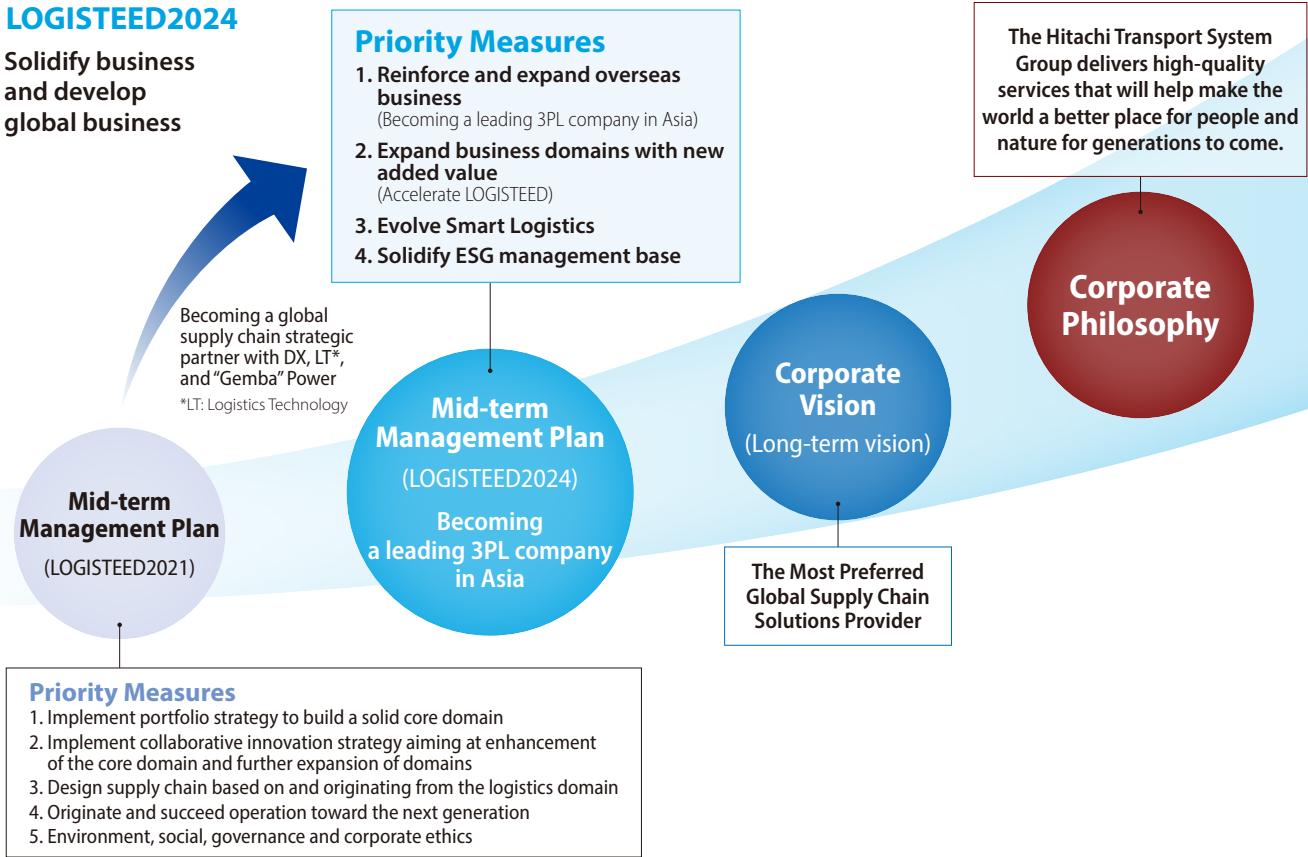 LOGISTEED2024
Solidify business
and develop
global business
Priority Measures
1. Reinforce and expand overseas
business
(Becoming a leading 3PL company in Asia)
2. Expand business domains with new
added value
(Accelerate LOGISTEED)
3. Evolve Smart Logistics
4. Solidify ESG management base
The Hitachi Transport System
Group delivers high-quality
services that will help make the
world a better place for people and
nature for generations to come.
Becoming a global
supply chain strategic
partner with DX, LT*,
and “Gemba” Power
*LT: Logistics Technology
Mid-term
Management Plan
(LOGISTEED2021)
Mid-term
Management Plan
(LOGISTEED2024)
Becoming
a leading 3PL company
in Asia
Corporate
Vision
(Long-term vision)
Corporate
Philosophy
The Most Preferred
Global Supply Chain
Solutions Provider
Priority Measures
1. Implement portfolio strategy to build a solid core domain
2. Implement collaborative innovation strategy aiming at enhancement
of the core domain and further expansion of domains
3. Design supply chain based on and originating from the logistics domain
4. Originate and succeed operation toward the next generation
5. Environment, social, governance and corporate ethics